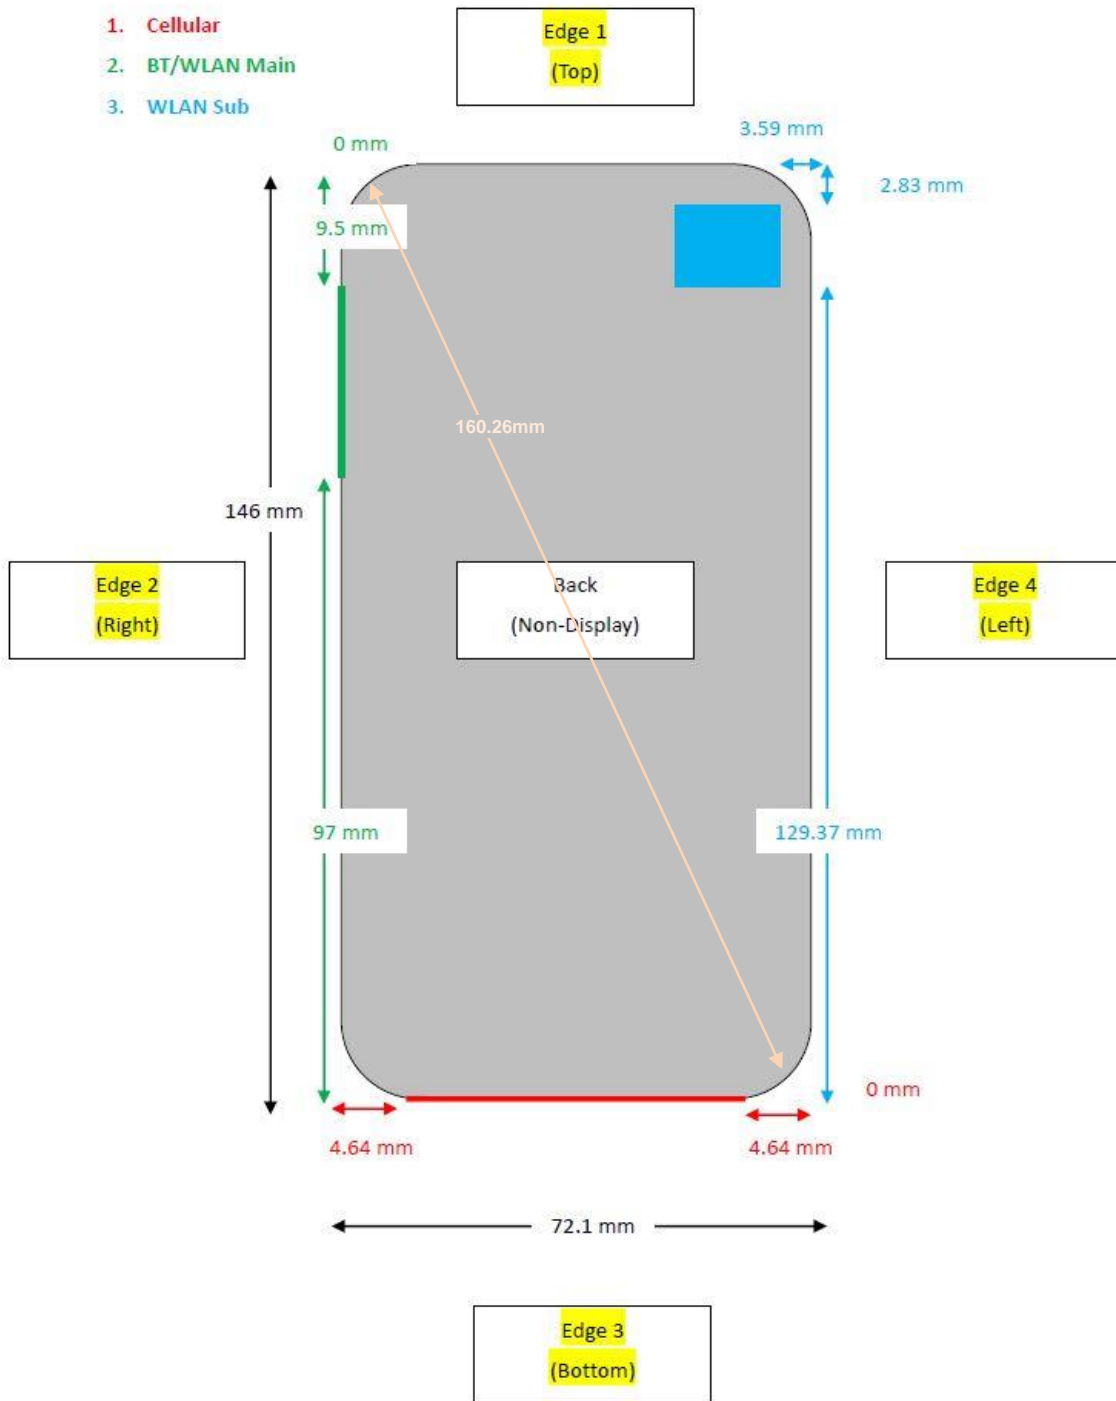 1. Cellular
2. BT/WLAN Main
3. WLAN Sub
Edge 1
(Top)
3.59 mm
0 mm
2.83 mm
9.5 mm
160.26mm
146 mm
Edge 2
(Right)
Back
(Non-Display)
Edge 4
(Left)
97 mm
129.37 mm
0 mm
4.64 mm
4.64 mm
72.1 mm
Edge 3
(Bottom)